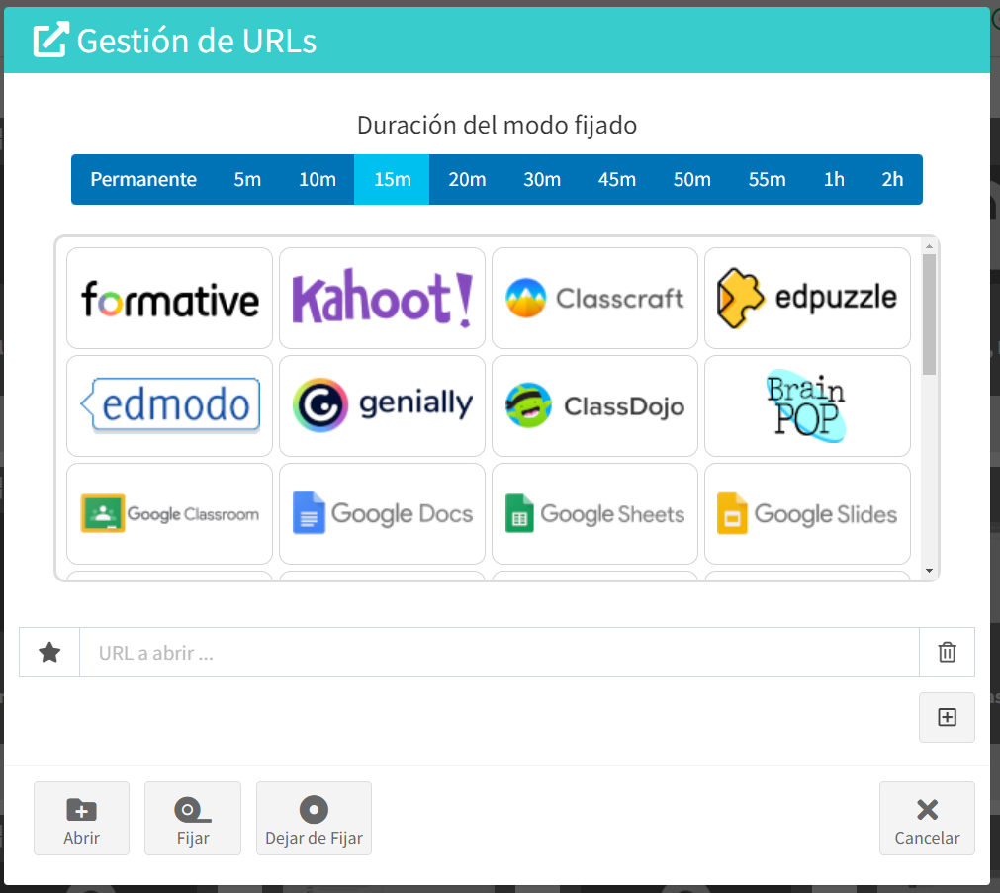 Gestión de URLs
Duración del modo fijado
Permanente 5m 10m 15m 20m 30m 45m 50m 55m 1h 2h
formative Kahoot! Classcraft edpuzzle
edmodo genially ClassDojo Brain
POP
Google Classroom Google Docs Google Sheets Google Slides
URL a abrir ...
Abrir Fijar Dejar de Fijar Cancelar